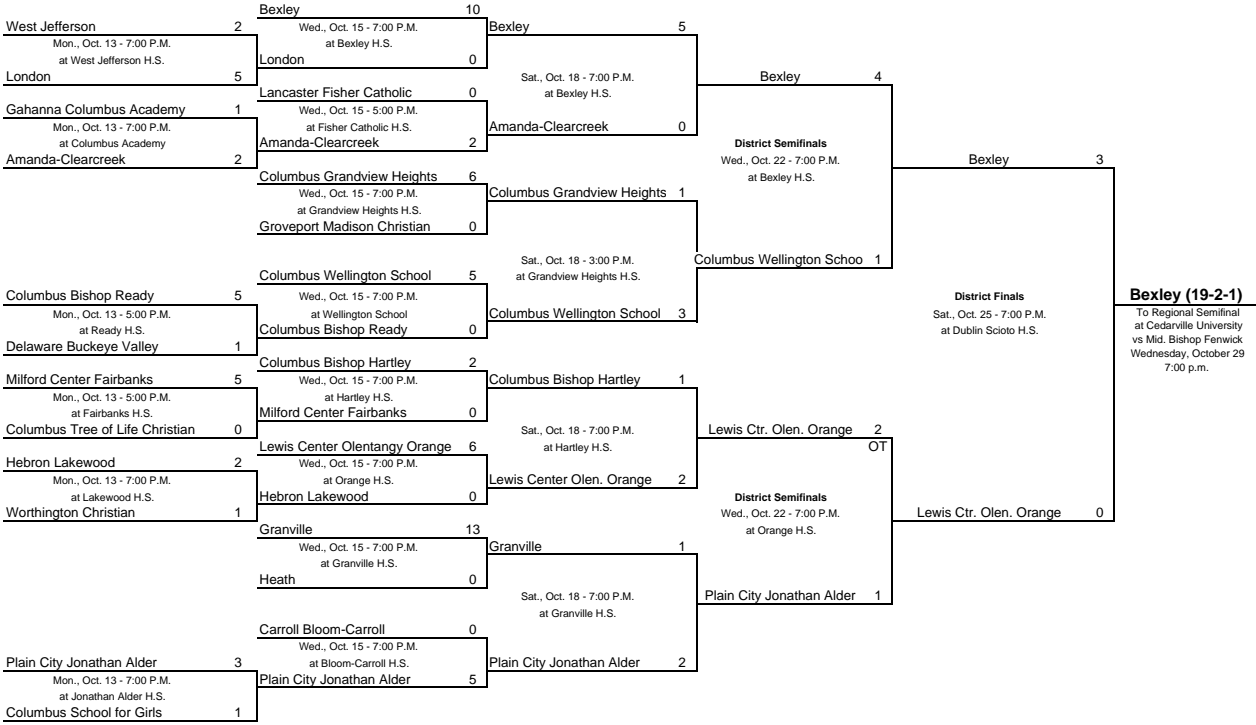 West Jefferson 2
Mon., Oct. 13 - 7:00 P.M.
at West Jefferson H.S.
London 5
Gahanna Columbus Academy 1
Mon., Oct. 13 - 7:00 P.M.
at Columbus Academy
Amanda-Clearcreek 2
Columbus Bishop Ready 5
Mon., Oct. 13 - 5:00 P.M.
at Ready H.S.
Delaware Buckeye Valley 1
Milford Center Fairbanks 5
Mon., Oct. 13 - 5:00 P.M.
at Fairbanks H.S.
Columbus Tree of Life Christian 0
Hebron Lakewood 2
Mon., Oct. 13 - 7:00 P.M.
at Lakewood H.S.
Worthington Christian 1
Plain City Jonathan Alder 3
Mon., Oct. 13 - 7:00 P.M.
at Jonathan Alder H.S.
Columbus School for Girls 1
Bexley 10
Wed., Oct. 15 - 7:00 P.M.
at Bexley H.S.
London 0
Lancaster Fisher Catholic 0
Wed., Oct. 15 - 5:00 P.M.
at Fisher Catholic H.S.
Amanda-Clearcreek 2
Columbus Grandview Heights 6
Wed., Oct. 15 - 7:00 P.M.
at Grandview Heights H.S.
Groveport Madison Christian 0
Columbus Wellington School 5
Wed., Oct. 15 - 7:00 P.M.
at Wellington School
Columbus Bishop Ready 0
Columbus Bishop Hartley 2
Wed., Oct. 15 - 7:00 P.M.
at Hartley H.S.
Milford Center Fairbanks 0
Lewis Center Olentangy Orange 6
Wed., Oct. 15 - 7:00 P.M.
at Orange H.S.
Hebron Lakewood 0
Granville 13
Wed., Oct. 15 - 7:00 P.M.
at Granville H.S.
Heath 0
Carroll Bloom-Carroll 0
Wed., Oct. 15 - 7:00 P.M.
at Bloom-Carroll H.S.
Plain City Jonathan Alder 5
Bexley 5
Sat., Oct. 18 - 7:00 P.M.
at Bexley H.S.
Amanda-Clearcreek 0
Columbus Grandview Heights 1
Sat., Oct. 18 - 3:00 P.M.
at Grandview Heights H.S.
Columbus Wellington School 3
Columbus Bishop Hartley 1
Sat., Oct. 18 - 7:00 P.M.
at Hartley H.S.
Lewis Center Olen. Orange 2
Granville 1
Sat., Oct. 18 - 7:00 P.M.
at Granville H.S.
Plain City Jonathan Alder 2
Bexley 4
District Semifinals
Wed., Oct. 22 - 7:00 P.M.
at Bexley H.S.
Columbus Wellington Schoo 1
Lewis Ctr. Olen. Orange 2
OT
District Semifinals
Wed., Oct. 22 - 7:00 P.M.
at Orange H.S.
Plain City Jonathan Alder 1
Bexley 3
District Finals
Sat., Oct. 25 - 7:00 P.M.
at Dublin Scioto H.S.
Lewis Ctr. Olen. Orange 0
Bexley (19-2-1)
To Regional Semifinal
at Cedarville University
vs Mid. Bishop Fenwick
Wednesday, October 29
7:00 p.m.